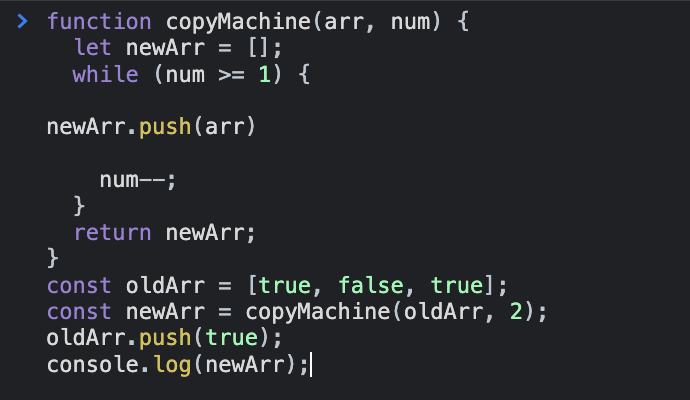 > function copyMachine(arr, num) {
  let newArr = [];
  while (num >= 1) {

newArr.push(arr)

    num--;
  }
  return newArr;
}
const oldArr = [true, false, true];
const newArr = copyMachine(oldArr, 2);
oldArr.push(true);
console.log(newArr);